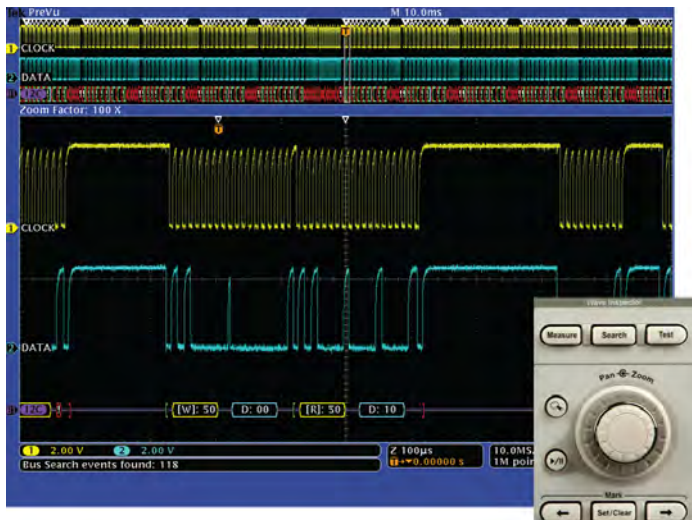 Tek PreVu M 10.0ms
T
1 CLOCK
2 DATA
I2C
Zoom Factor: 100 X
T
1 CLOCK
2 DATA
I2C [W]: 50 D: 00 [R]: 50 D: 10
1 2.00 V 2 2.00 V
Z 100µs
T 0.00000 s
10.0MS
1M poin
Bus Search events found: 118
Wave Inspector
Measure Search Test
Pan Zoom
Mark
Set/Clear